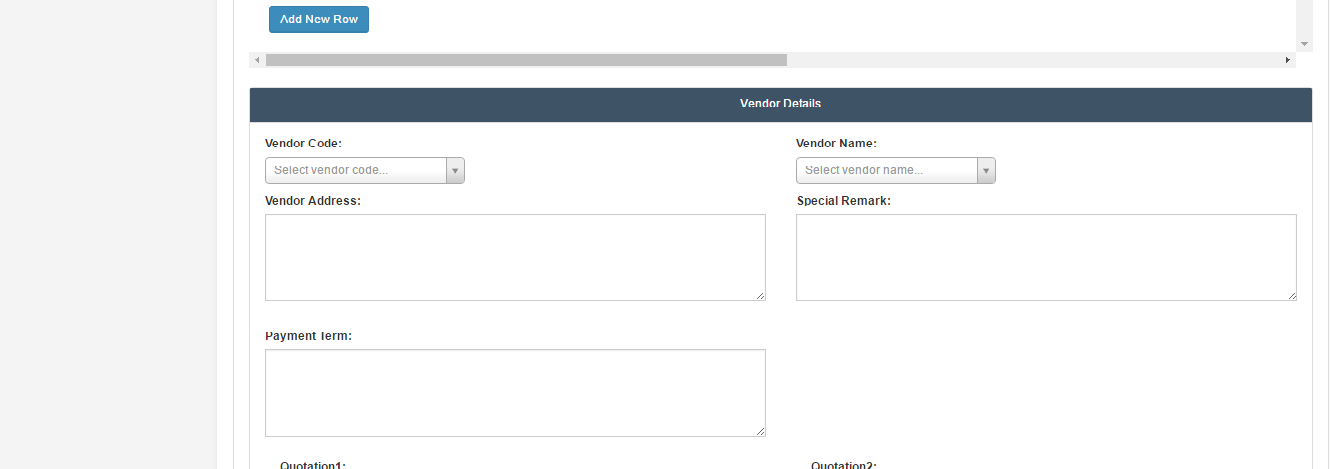 Add New Row
Vendor Details
Vendor Code:
Vendor Name:
Select vendor code...
Select vendor name...
Vendor Address:
Special Remark:
Payment Term:
Quotation1:
Quotation2: